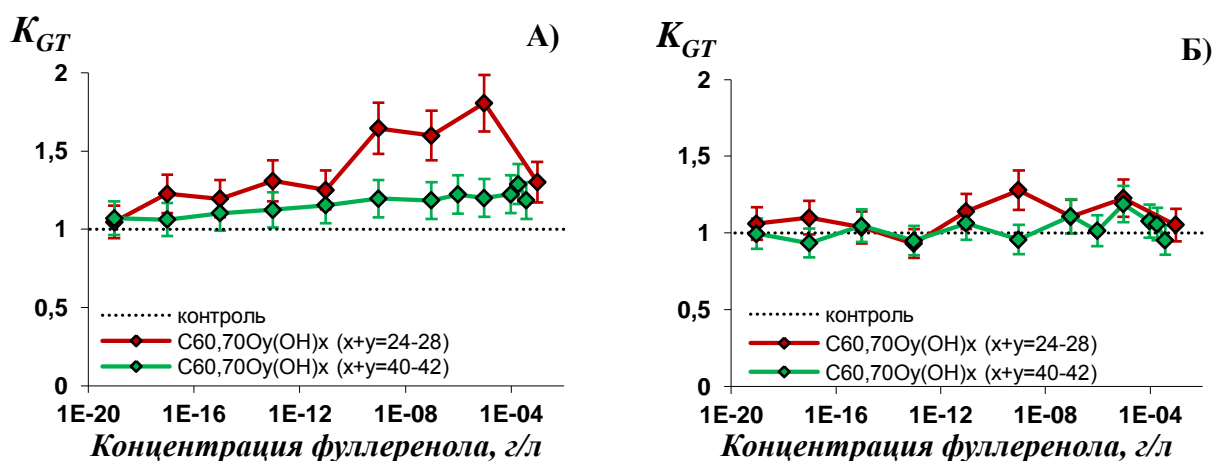 K_GT А)
2
1,5
1
0,5
0
контроль
C60,70Oy(OH)x (x+y=24-28)
C60,70Oy(OH)x (x+y=40-42)
1E-20 1E-16 1E-12 1E-08 1E-04
Концентрация фуллеренола, г/л
K_GT Б)
2
1,5
1
0,5
0
контроль
C60,70Oy(OH)x (x+y=24-28)
C60,70Oy(OH)x (x+y=40-42)
1E-20 1E-16 1E-12 1E-08 1E-04
Концентрация фуллеренола, г/л